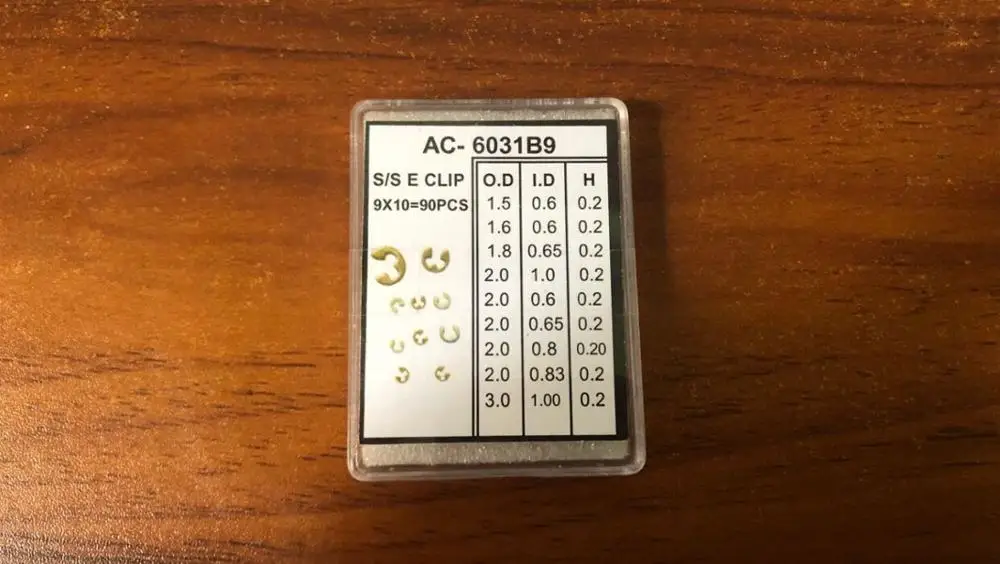 AC- 6031B9
S/S E CLIP O.D I.D H
9X10=90PCS 1.5 0.6 0.2
1.6 0.6 0.2
1.8 0.65 0.2
2.0 1.0 0.2
2.0 0.6 0.2
2.0 0.65 0.2
2.0 0.8 0.20
2.0 0.83 0.2
3.0 1.00 0.2